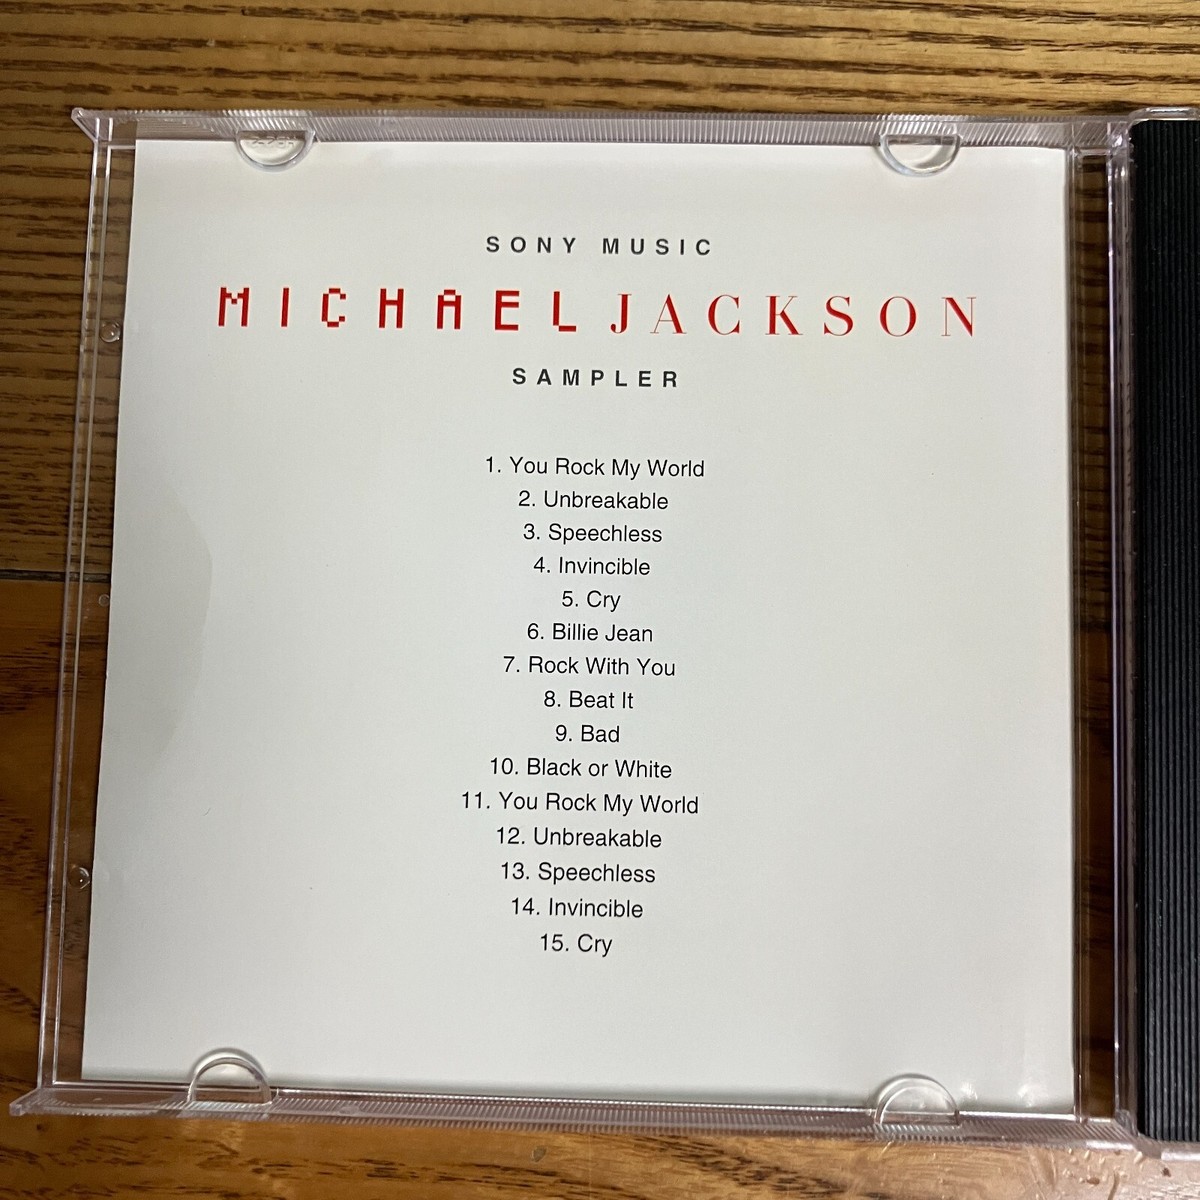 SONY MUSIC
MICHAEL JACKSON
SAMPLER
1. You Rock My World
2. Unbreakable
3. Speechless
4. Invincible
5. Cry
6. Billie Jean
7. Rock With You
8. Beat It
9. Bad
10. Black or White
11. You Rock My World
12. Unbreakable
13. Speechless
14. Invincible
15. Cry